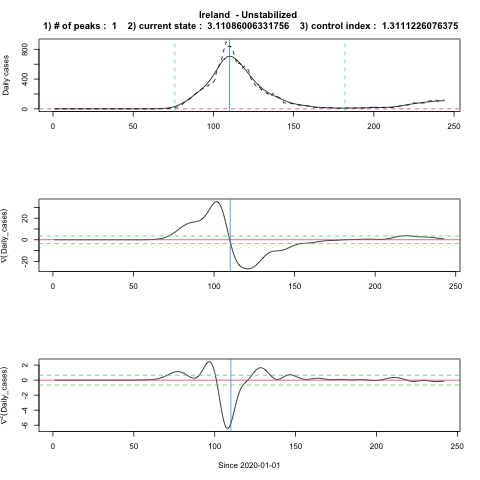 Ireland - Unstabilized
1) # of peaks : 1 2) current state : 3.11086006331756 3) control index : 1.3111226076375
Daily cases
800
400
0
0 50 100 150 200 250
∇(Daily_cases)
20
0
-20
0 50 100 150 200 250
∇²(Daily_cases)
2
0
-2
-4
-6
0 50 100 150 200 250
Since 2020-01-01